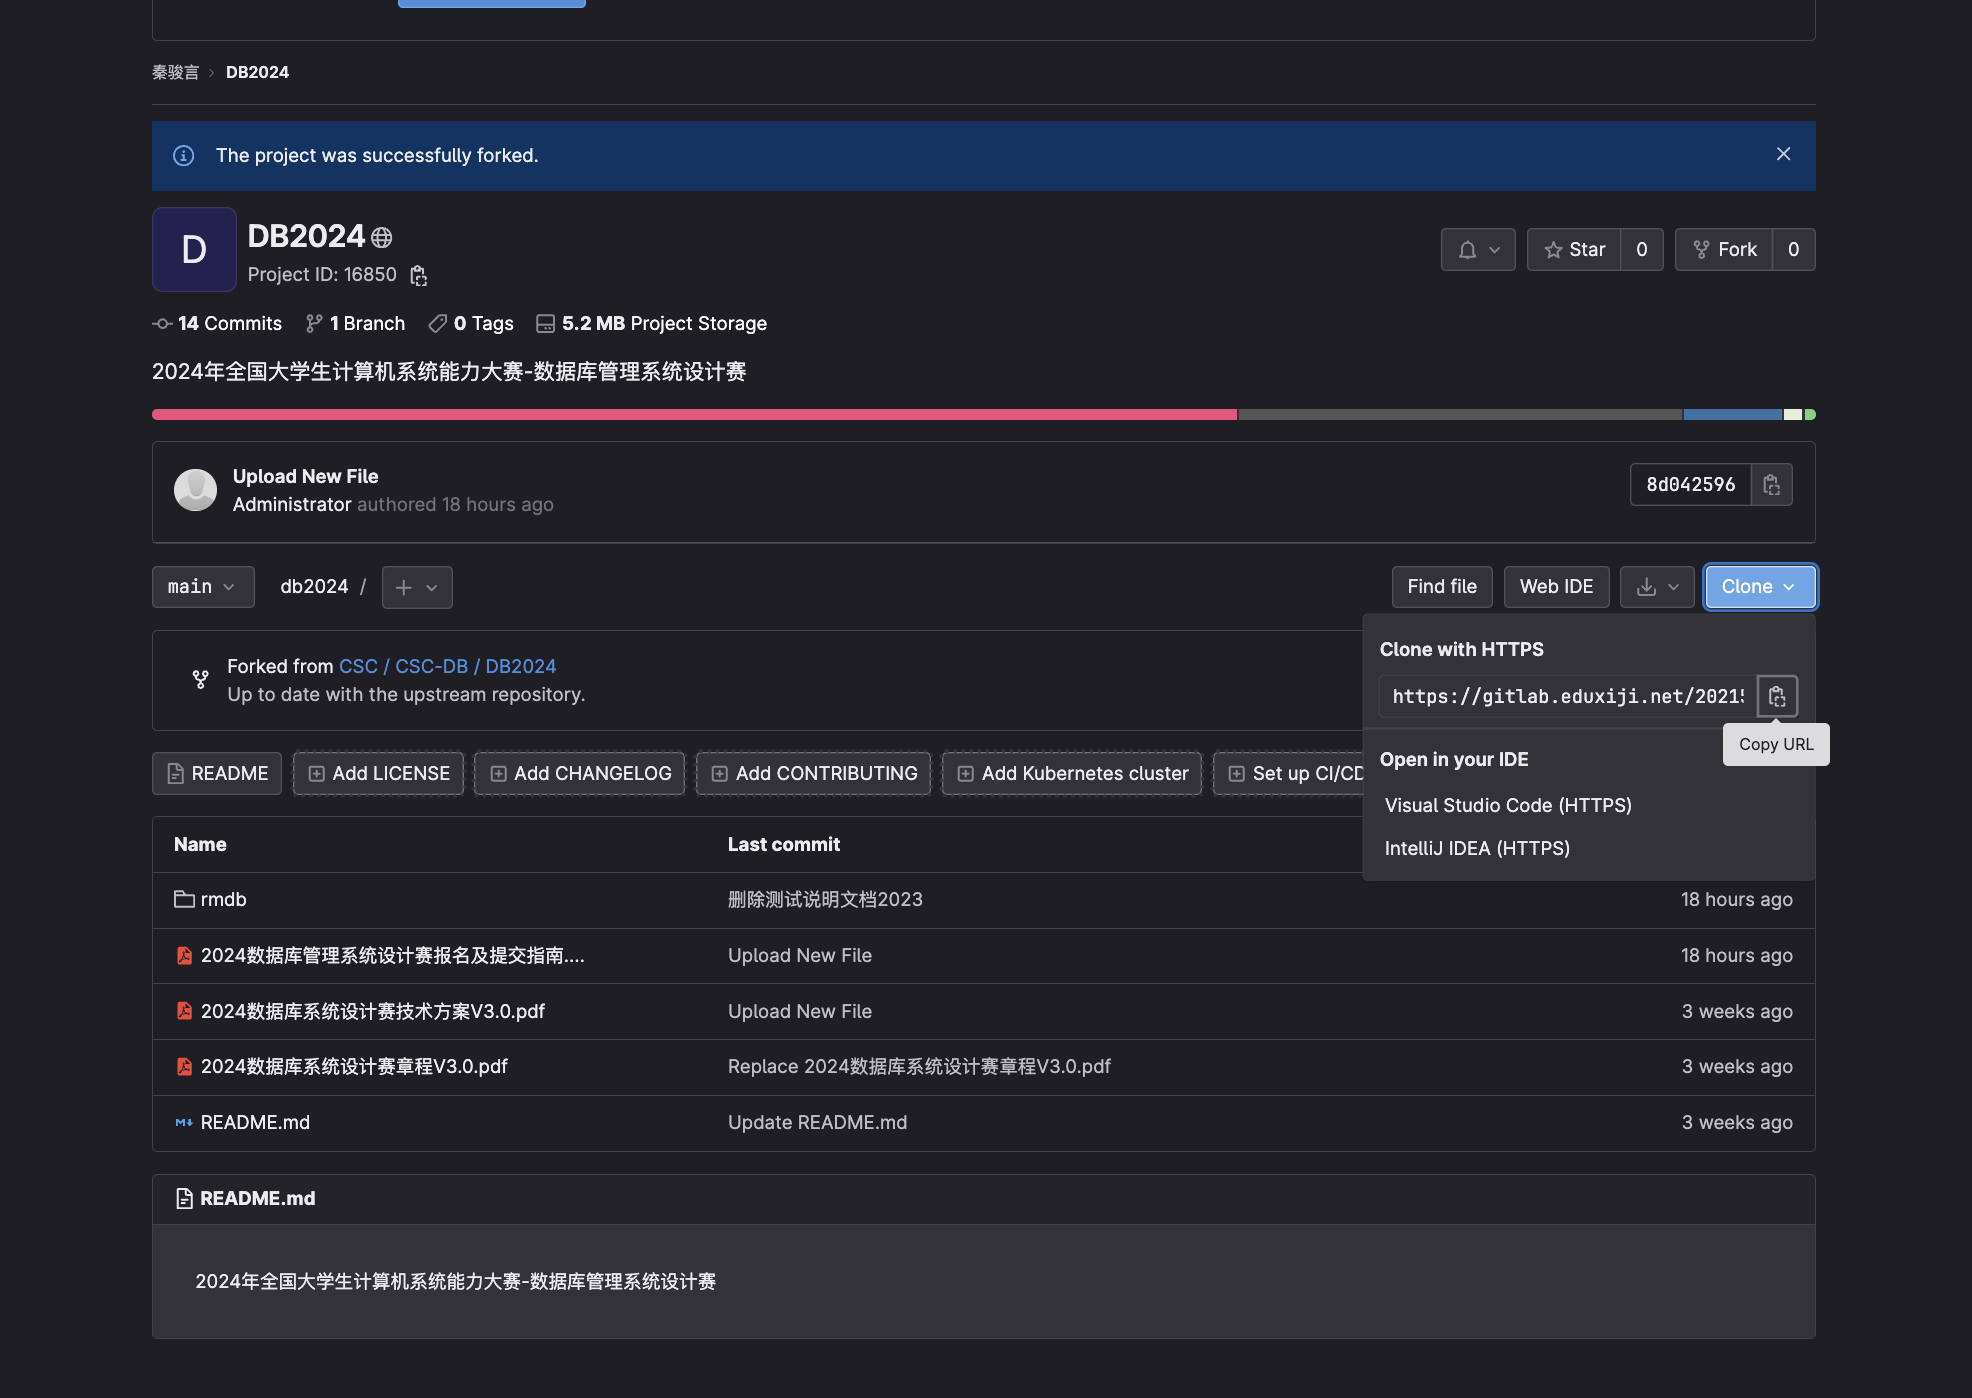 秦骏言 > DB2024
The project was successfully forked.
D
DB2024
Project ID: 16850
Star 0
Fork 0
14 Commits 1 Branch 0 Tags 5.2 MB Project Storage
2024年全国大学生计算机系统能力大赛-数据库管理系统设计赛
Upload New File
Administrator authored 18 hours ago
8d042596
main db2024 / Find file Web IDE Clone
Forked from CSC / CSC-DB / DB2024
Up to date with the upstream repository.
Clone with HTTPS
https://gitlab.eduxiji.net/2021
Copy URL
Open in your IDE
Visual Studio Code (HTTPS)
IntelliJ IDEA (HTTPS)
README Add LICENSE Add CHANGELOG Add CONTRIBUTING Add Kubernetes cluster Set up CI/CD
Name Last commit
rmdb 删除测试说明文档2023 18 hours ago
2024数据库管理系统设计赛报名及提交指南.... Upload New File 18 hours ago
2024数据库系统设计赛技术方案V3.0.pdf Upload New File 3 weeks ago
2024数据库系统设计赛章程V3.0.pdf Replace 2024数据库系统设计赛章程V3.0.pdf 3 weeks ago
README.md Update README.md 3 weeks ago
README.md
2024年全国大学生计算机系统能力大赛-数据库管理系统设计赛